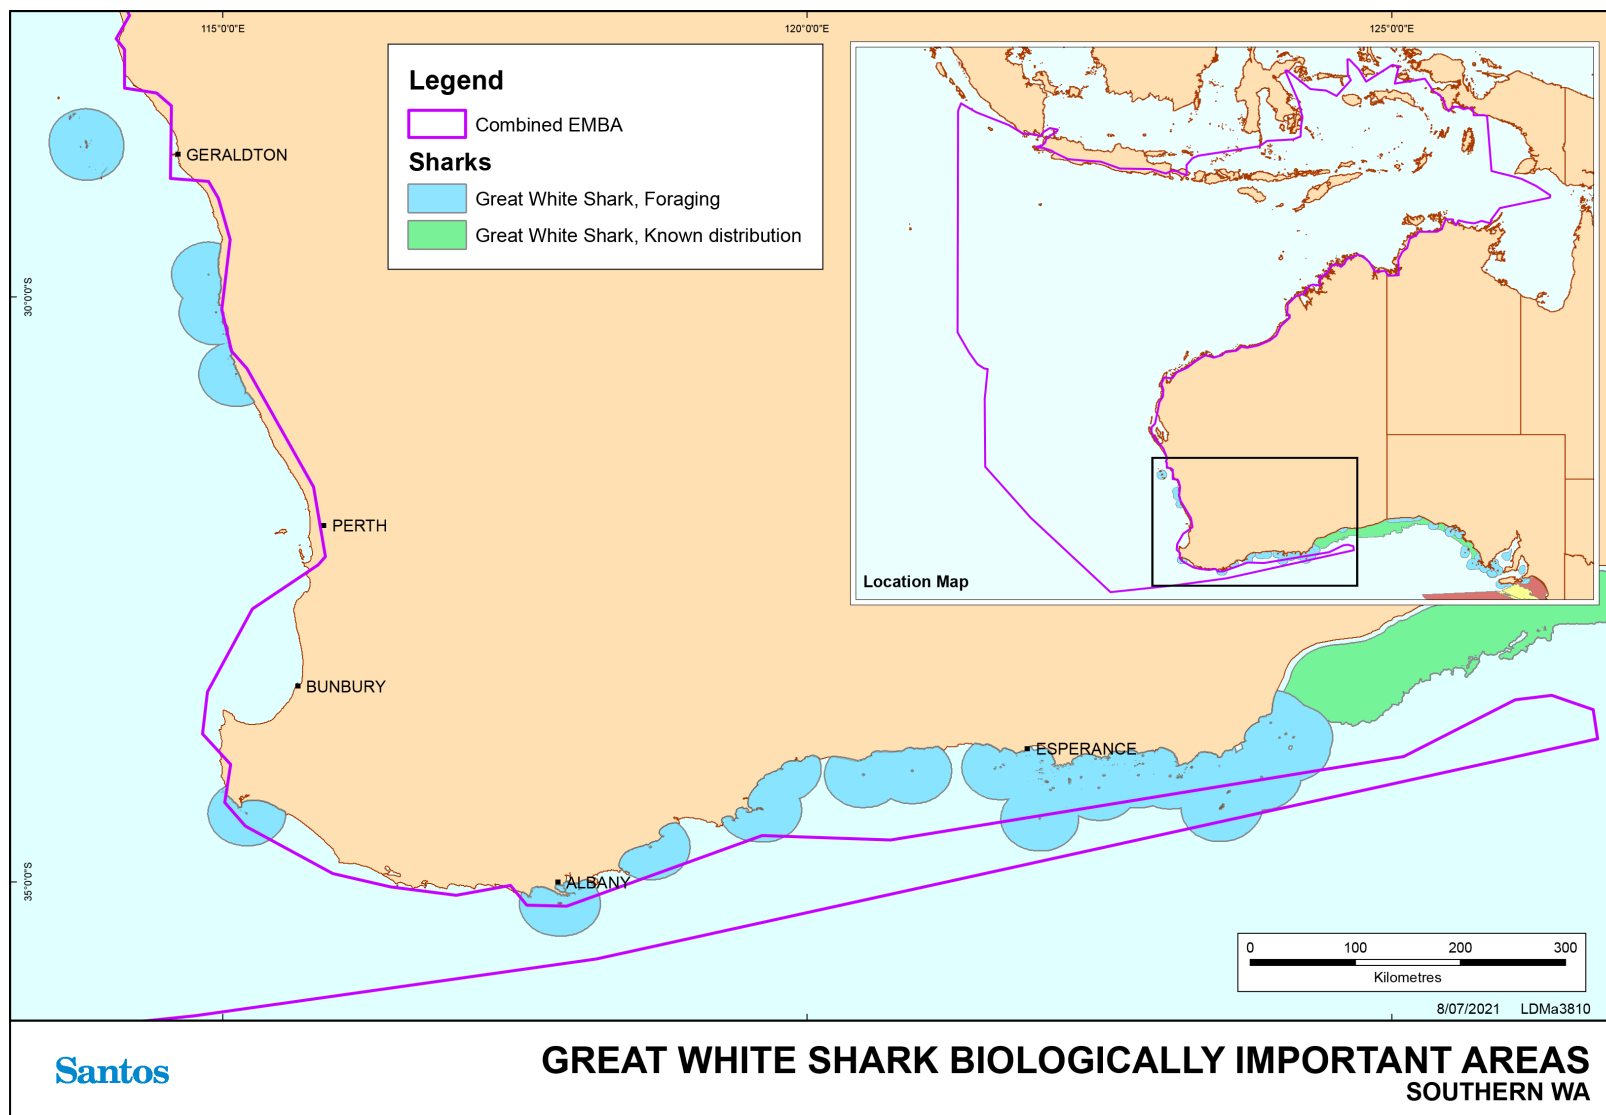 115°0'0"E
120°0'0"E
125°0'0"E
30°0'0"S
35°0'0"S
Legend
Combined EMBA
Sharks
Great White Shark, Foraging
Great White Shark, Known distribution
GERALDTON
PERTH
BUNBURY
ALBANY
ESPERANCE
Location Map
0 100 200 300
Kilometres
8/07/2021 LDMa3810
Santos
GREAT WHITE SHARK BIOLOGICALLY IMPORTANT AREAS
SOUTHERN WA